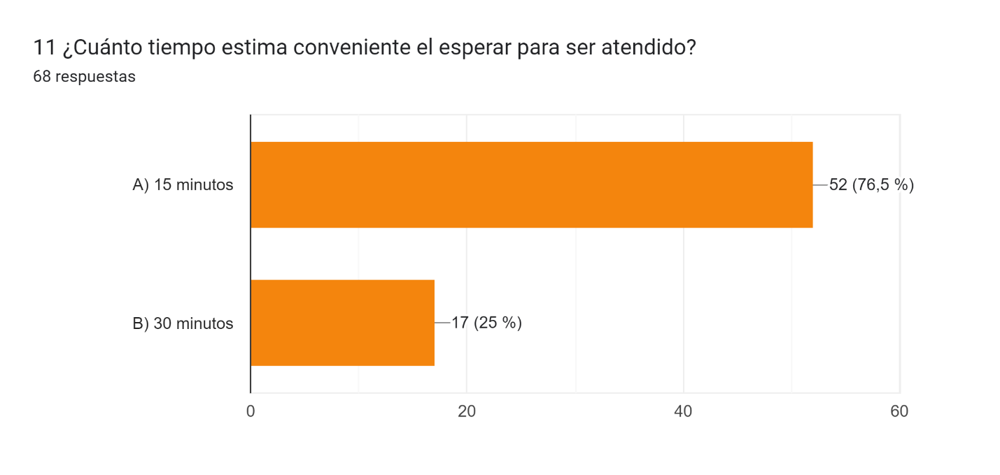 11 ¿Cuánto tiempo estima conveniente el esperar para ser atendido?
68 respuestas
A) 15 minutos
52 (76,5 %)
B) 30 minutos
17 (25 %)
0
20
40
60